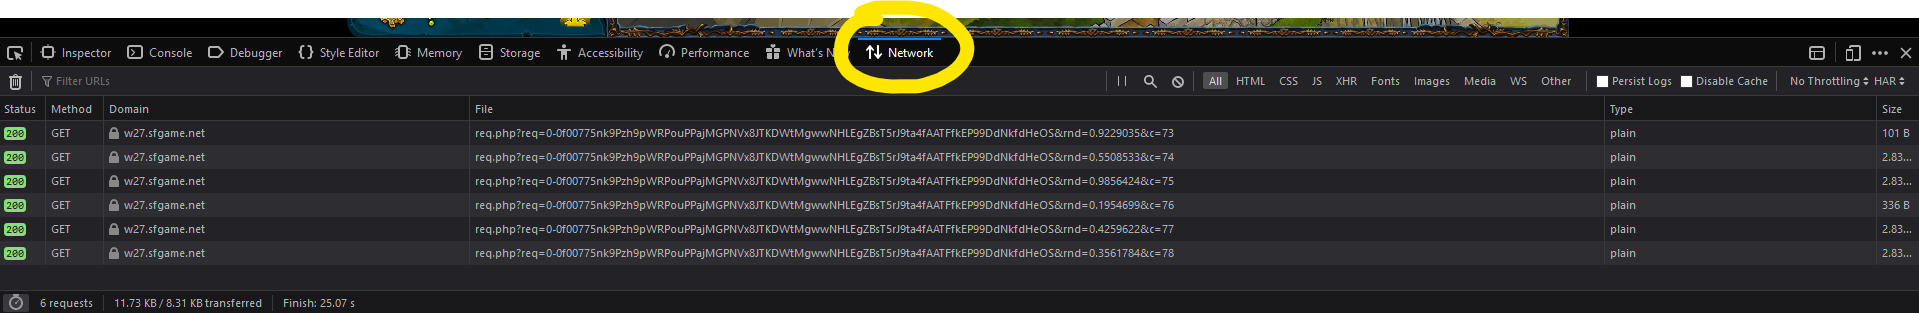 Inspector Console Debugger Style Editor Memory Storage Accessibility Performance What's N Network
Filter URLs All HTML CSS JS XHR Fonts Images Media WS Other Persist Logs Disable Cache No Throttling HAR
Status Method Domain File Type Size
200 GET w27.sfgame.net req.php?req=0-0f00775nk9Pzh9pWRPouPPajMGPNVx8JTKDWtMgwwNHLEgZBsT5rJ9ta4fAATFfkEP99DdNkfdHeOS&rnd=0.9229035&c=73 plain 101 B
200 GET w27.sfgame.net req.php?req=0-0f00775nk9Pzh9pWRPouPPajMGPNVx8JTKDWtMgwwNHLEgZBsT5rJ9ta4fAATFfkEP99DdNkfdHeOS&rnd=0.5508533&c=74 plain 2.83...
200 GET w27.sfgame.net req.php?req=0-0f00775nk9Pzh9pWRPouPPajMGPNVx8JTKDWtMgwwNHLEgZBsT5rJ9ta4fAATFfkEP99DdNkfdHeOS&rnd=0.9856424&c=75 plain 2.83...
200 GET w27.sfgame.net req.php?req=0-0f00775nk9Pzh9pWRPouPPajMGPNVx8JTKDWtMgwwNHLEgZBsT5rJ9ta4fAATFfkEP99DdNkfdHeOS&rnd=0.1954699&c=76 plain 336 B
200 GET w27.sfgame.net req.php?req=0-0f00775nk9Pzh9pWRPouPPajMGPNVx8JTKDWtMgwwNHLEgZBsT5rJ9ta4fAATFfkEP99DdNkfdHeOS&rnd=0.4259622&c=77 plain 2.83...
200 GET w27.sfgame.net req.php?req=0-0f00775nk9Pzh9pWRPouPPajMGPNVx8JTKDWtMgwwNHLEgZBsT5rJ9ta4fAATFfkEP99DdNkfdHeOS&rnd=0.3561784&c=78 plain 2.83...
6 requests 11.73 KB / 8.31 KB transferred Finish: 25.07 s